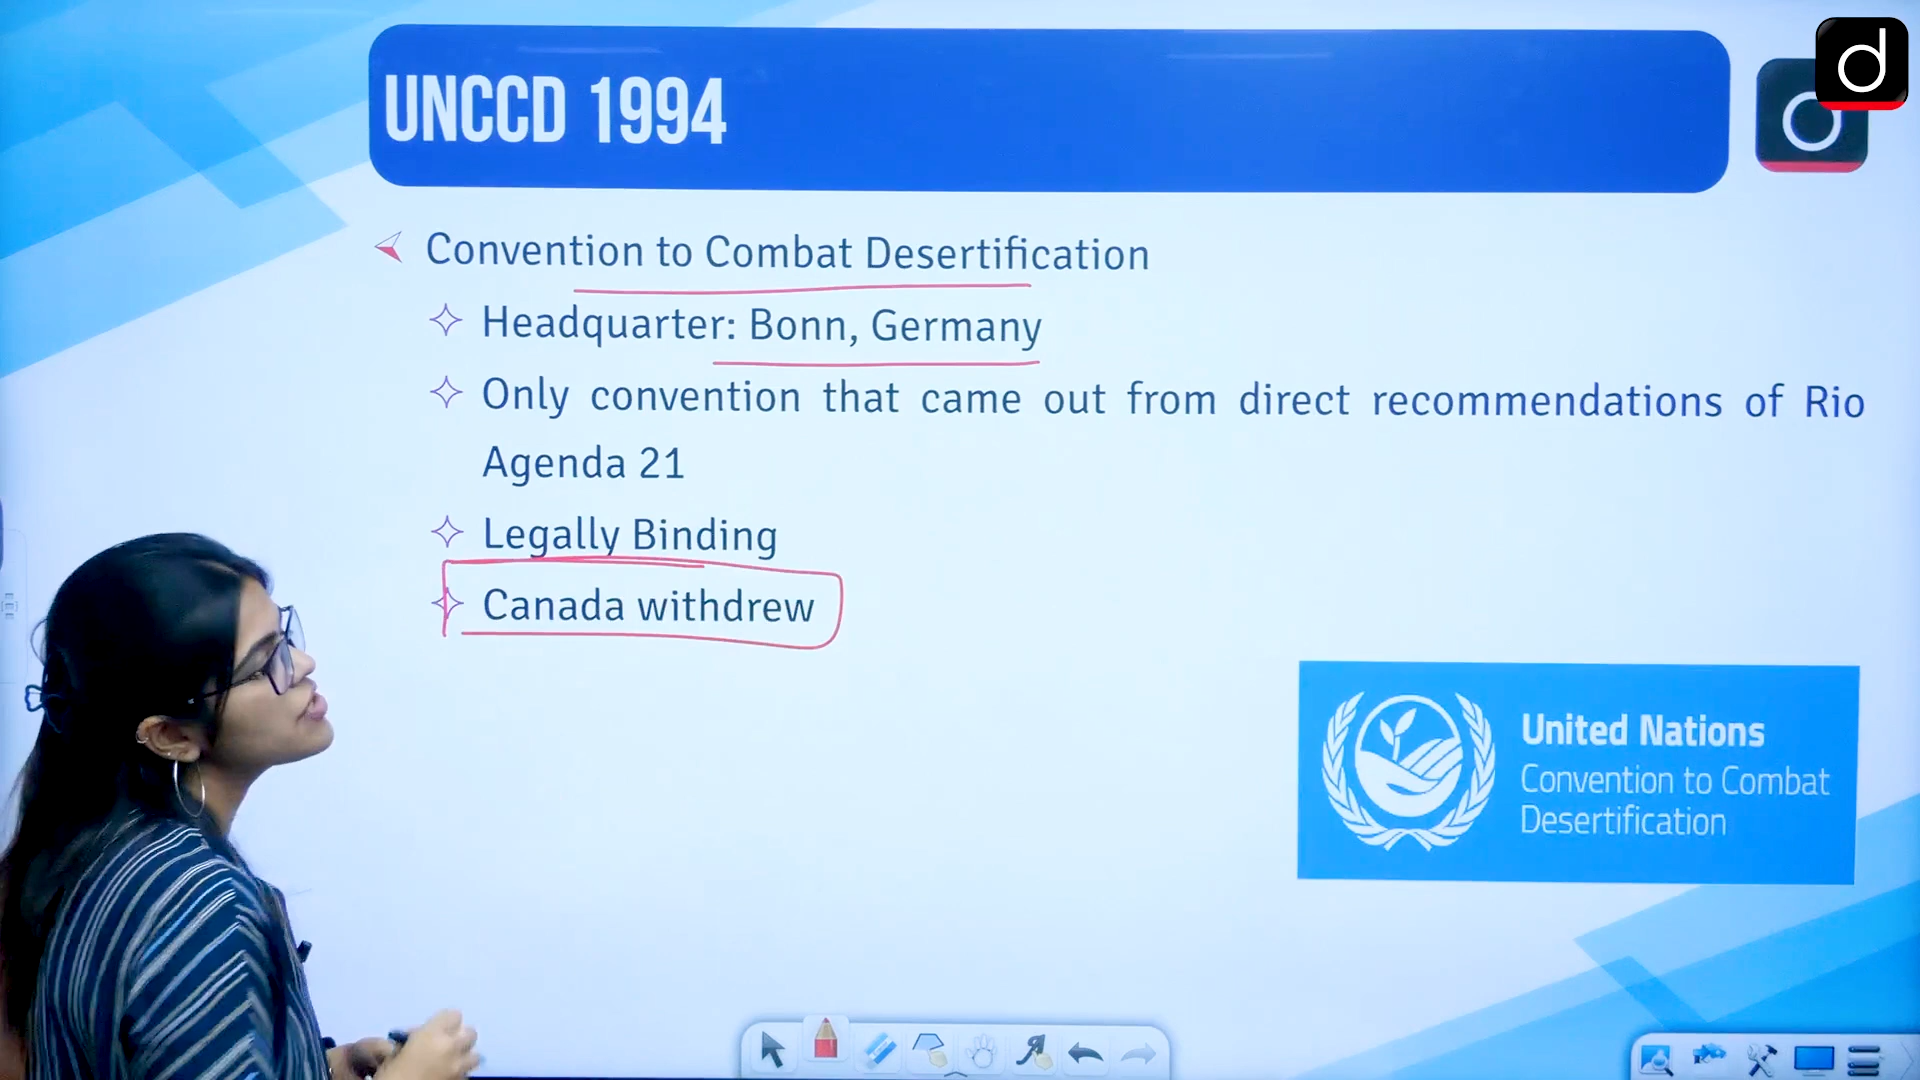 UNCCD 1994
Convention to Combat Desertification
Headquarter: Bonn, Germany
Only convention that came out from direct recommendations of Rio
Agenda 21
Legally Binding
Canada withdrew
United Nations
Convention to Combat
Desertification
d